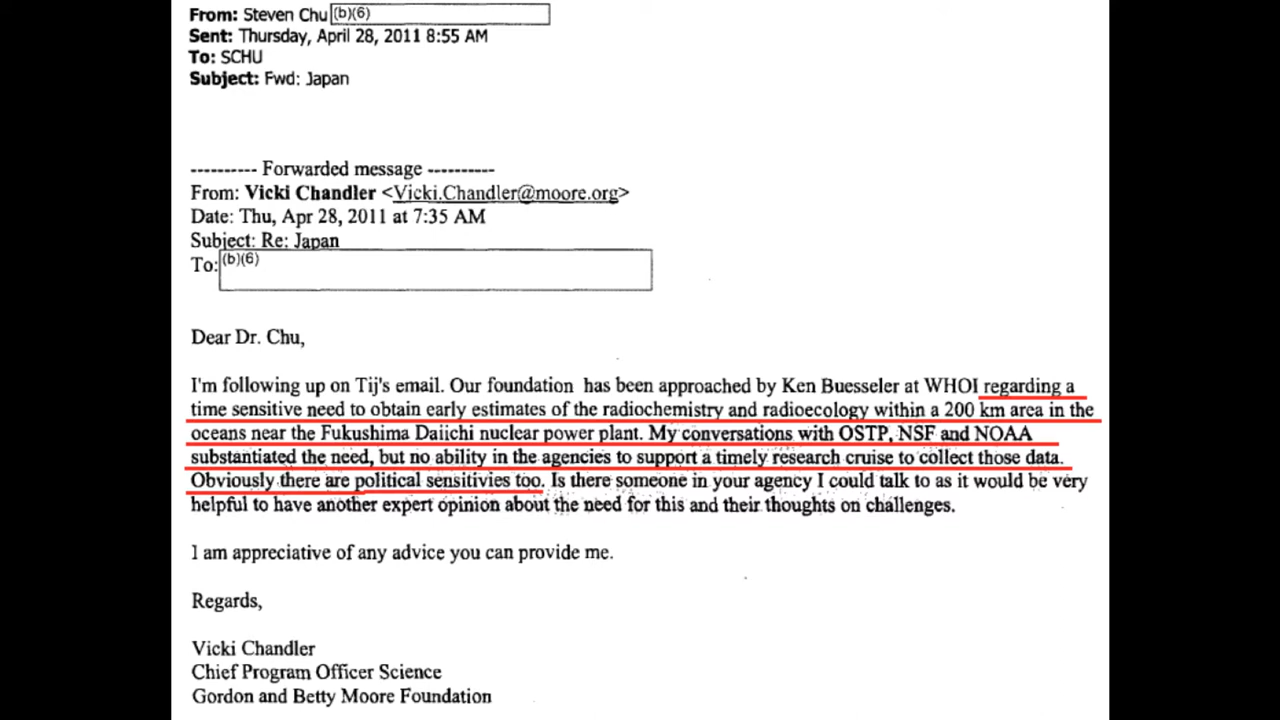 From: Steven Chu (b)(6)
Sent: Thursday, April 28, 2011 8:55 AM
To: SCHU
Subject: Fwd: Japan
---------- Forwarded message ----------
From: Vicki Chandler <Vicki.Chandler@moore.org>
Date: Thu, Apr 28, 2011 at 7:35 AM
Subject: Re: Japan
To: (b)(6)
Dear Dr. Chu,
I'm following up on Tij's email. Our foundation has been approached by Ken Buesseler at WHOI regarding a
time sensitive need to obtain early estimates of the radiochemistry and radioecology within a 200 km area in the
oceans near the Fukushima Daiichi nuclear power plant. My conversations with OSTP, NSF and NOAA
substantiated the need, but no ability in the agencies to support a timely research cruise to collect those data.
Obviously there are political sensitivies too. Is there someone in your agency I could talk to as it would be very
helpful to have another expert opinion about the need for this and their thoughts on challenges.
I am appreciative of any advice you can provide me.
Regards,
Vicki Chandler
Chief Program Officer Science
Gordon and Betty Moore Foundation